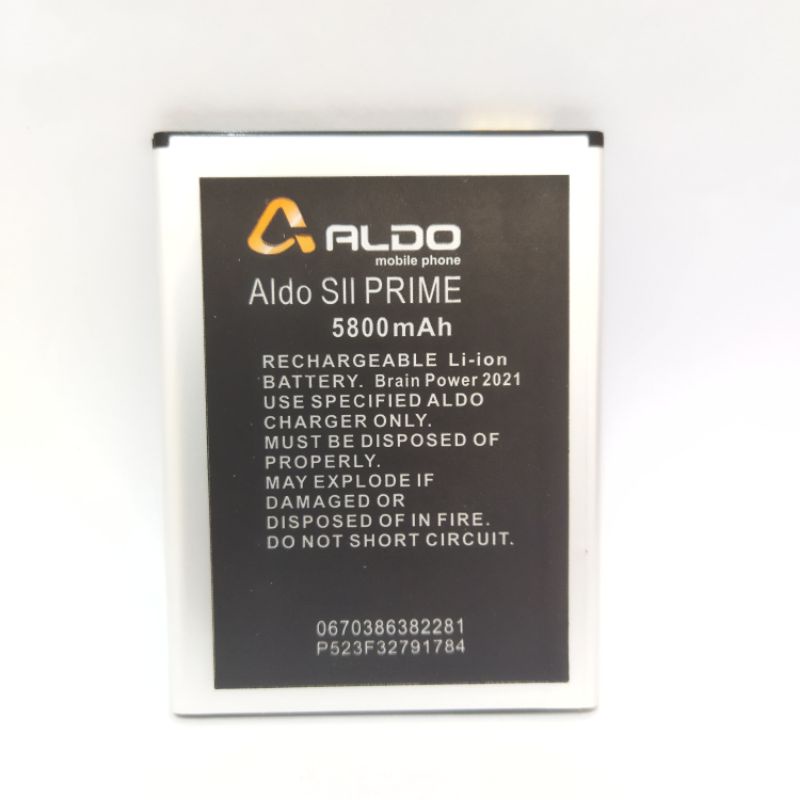 ALDO
mobile phone
Aldo SII PRIME
5800mAh
RECHARGEABLE Li-ion
BATTERY. Brain Power 2021
USE SPECIFIED ALDO
CHARGER ONLY.
MUST BE DISPOSED OF
PROPERLY.
MAY EXPLODE IF
DAMAGED OR
DISPOSED OF IN FIRE.
DO NOT SHORT CIRCUIT.
0670386382281
P523F32791784